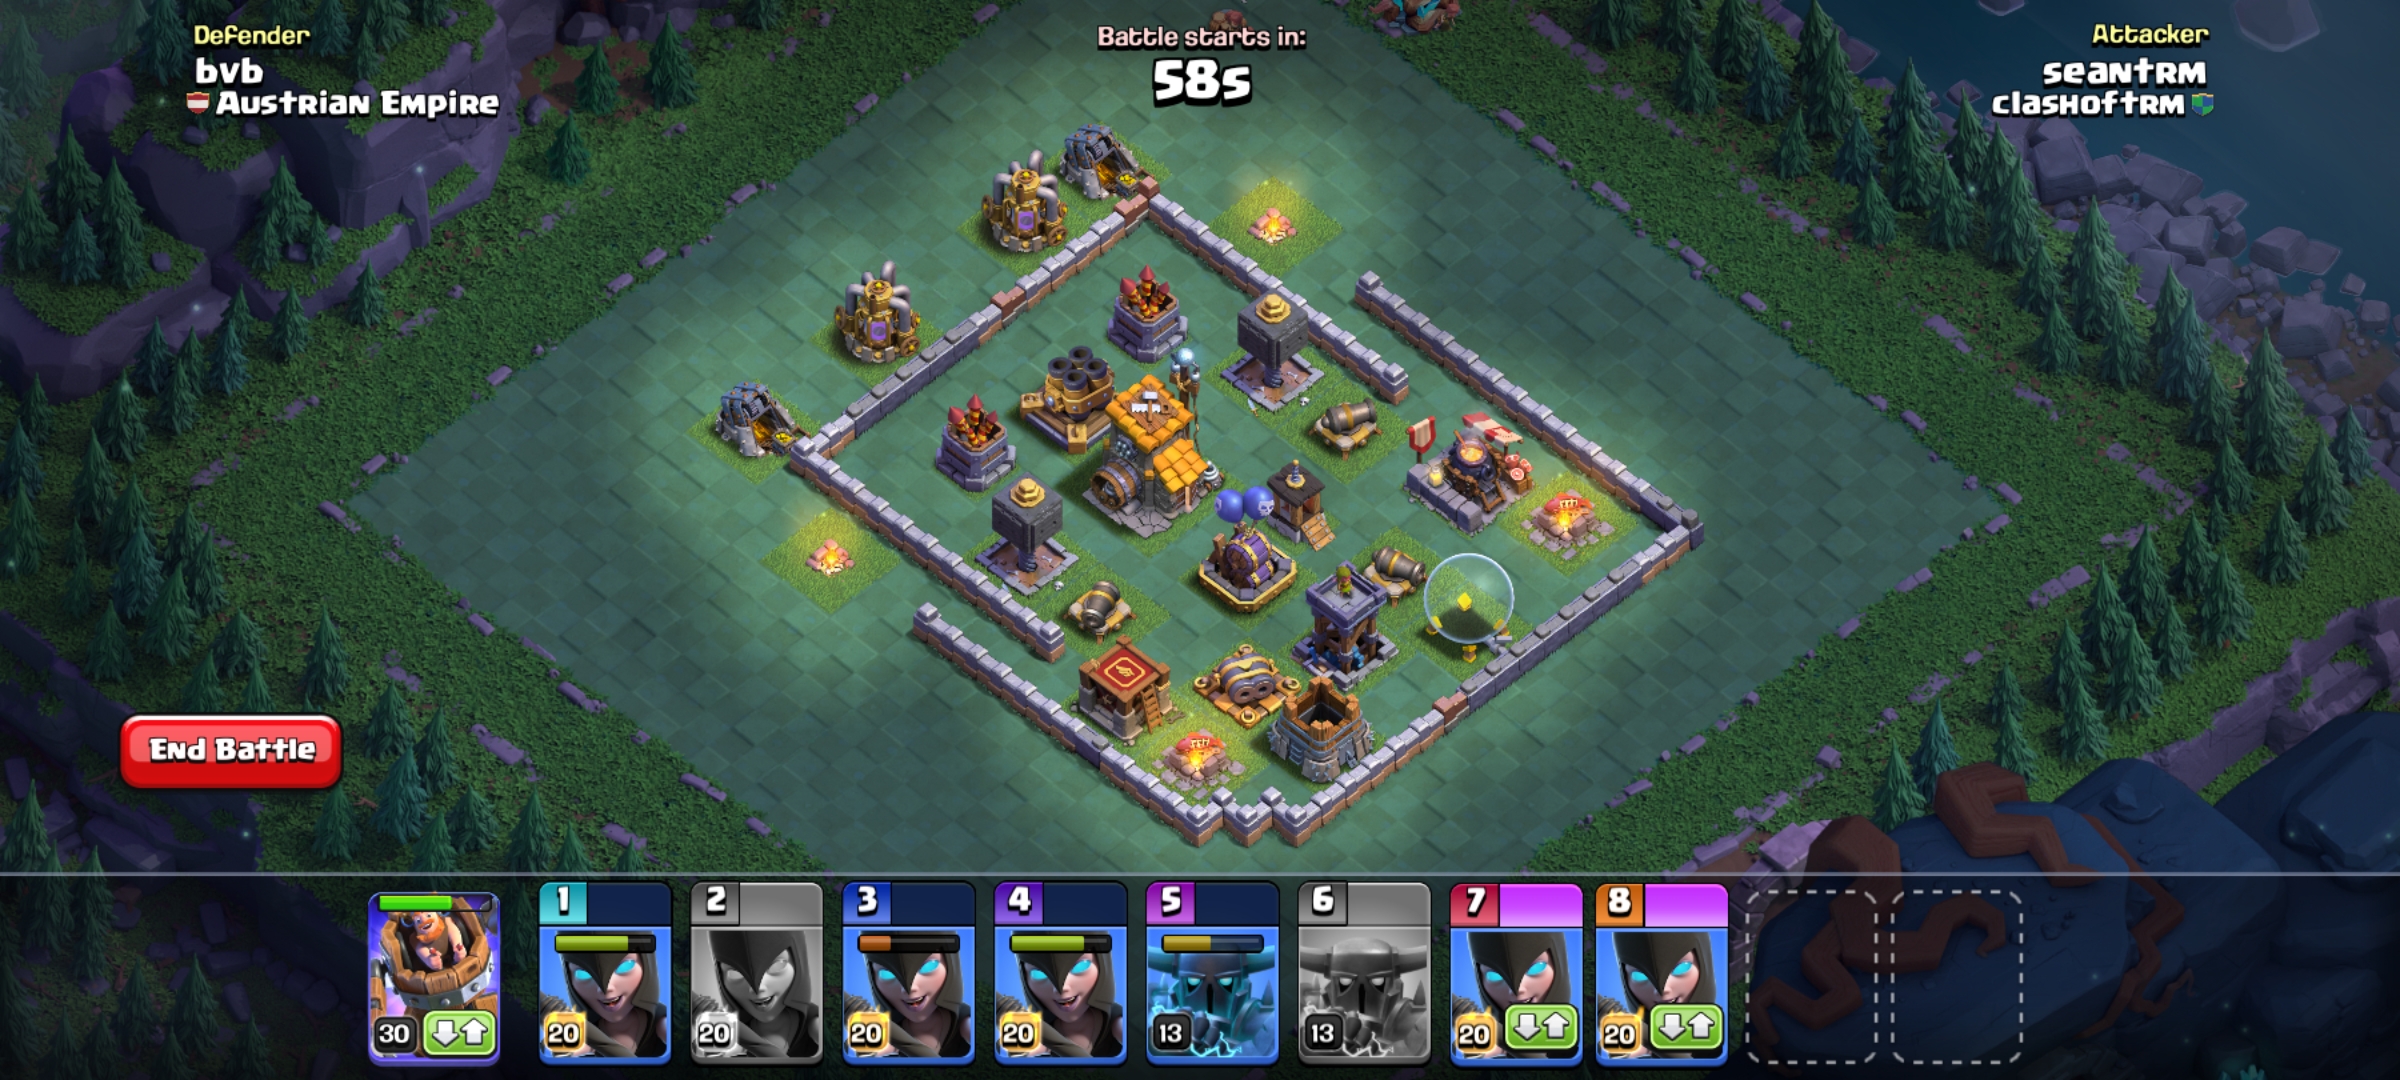 Defender
bvb
Austrian Empire
Battle starts in:
58s
Attacker
seantrm
clashoftrm
End Battle
1
2
3
4
5
6
7
8
30
20
20
20
20
13
13
20
20